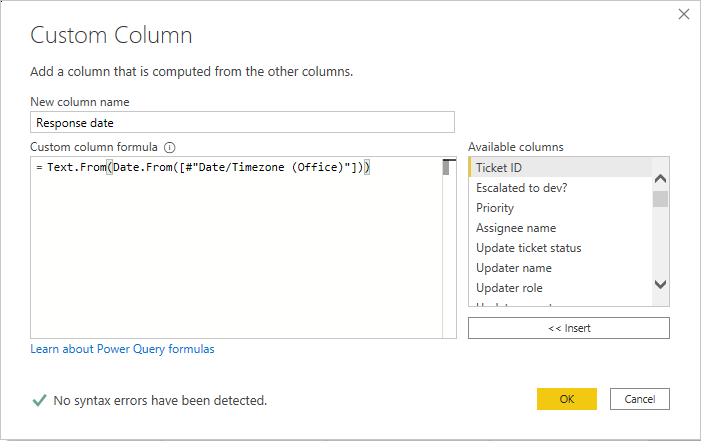 Custom Column
Add a column that is computed from the other columns.
New column name
Response date
Custom column formula
Available columns
= Text.From(Date.From([#"Date/Timezone (Office)"]))
Ticket ID
Escalated to dev?
Priority
Assignee name
Update ticket status
Updater name
Updater role
<< Insert
Learn about Power Query formulas
No syntax errors have been detected.
OK
Cancel